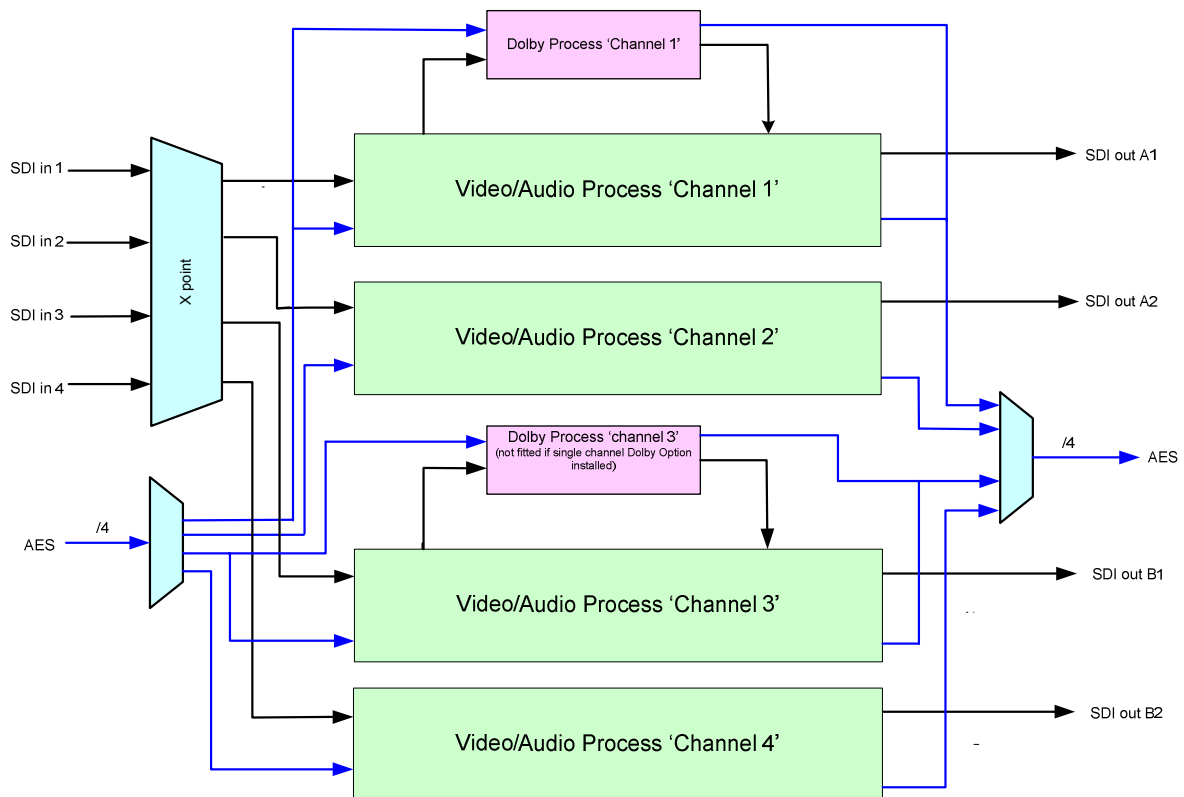 Dolby Process ‘Channel 1’
SDI in 1
SDI in 2
SDI in 3
SDI in 4
X point
Video/Audio Process ‘Channel 1’
SDI out A1
Video/Audio Process ‘Channel 2’
SDI out A2
Dolby Process ‘channel 3’
(not fitted if single channel Dolby Option
installed)
/4
AES
/4
AES
Video/Audio Process ‘Channel 3’
SDI out B1
Video/Audio Process ‘Channel 4’
SDI out B2